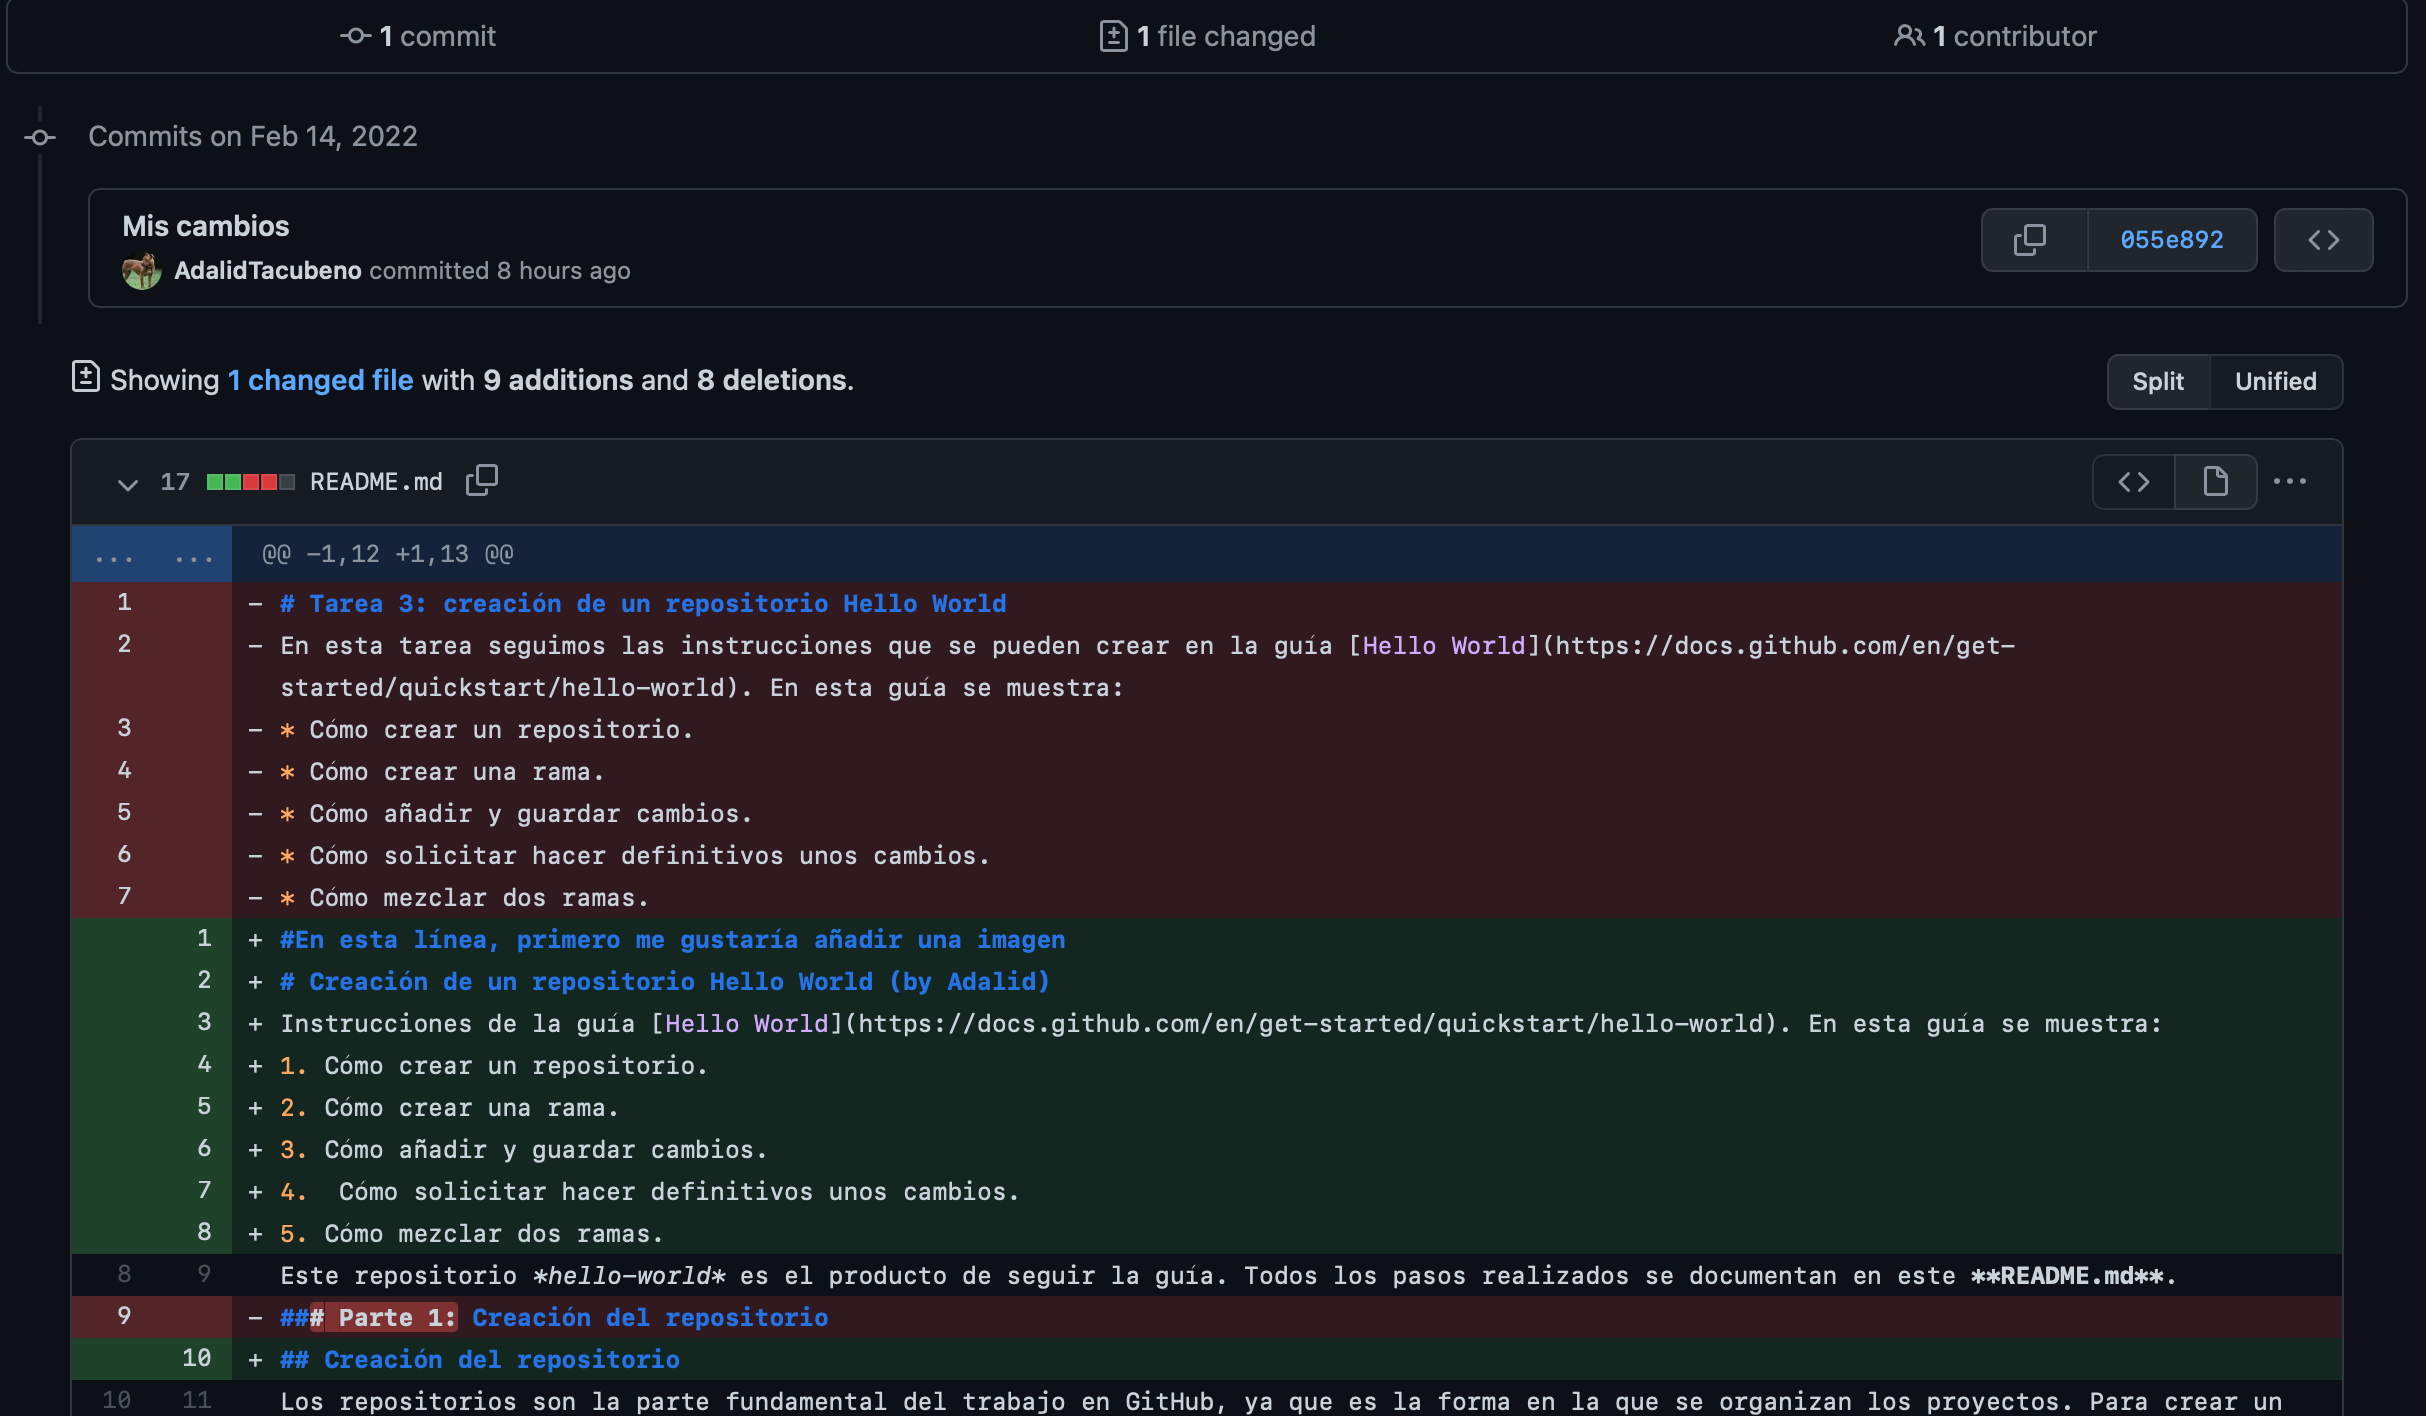 1 commit 1 file changed 1 contributor
Commits on Feb 14, 2022
Mis cambios
AdalidTacubeno committed 8 hours ago
055e892
Showing 1 changed file with 9 additions and 8 deletions.
Split Unified
17 README.md
... ... @@ -1,12 +1,13 @@
1 - # Tarea 3: creación de un repositorio Hello World
2 - En esta tarea seguimos las instrucciones que se pueden crear en la guía [Hello World](https://docs.github.com/en/get-
started/quickstart/hello-world). En esta guía se muestra:
3 - * Cómo crear un repositorio.
4 - * Cómo crear una rama.
5 - * Cómo añadir y guardar cambios.
6 - * Cómo solicitar hacer definitivos unos cambios.
7 - * Cómo mezclar dos ramas.
1 + #En esta línea, primero me gustaría añadir una imagen
2 + # Creación de un repositorio Hello World (by Adalid)
3 + Instrucciones de la guía [Hello World](https://docs.github.com/en/get-started/quickstart/hello-world). En esta guía se muestra:
4 + 1. Cómo crear un repositorio.
5 + 2. Cómo crear una rama.
6 + 3. Cómo añadir y guardar cambios.
7 + 4.  Cómo solicitar hacer definitivos unos cambios.
8 + 5. Cómo mezclar dos ramas.
8 9 Este repositorio *hello-world* es el producto de seguir la guía. Todos los pasos realizados se documentan en este **README.md**.
9 - ### Parte 1: Creación del repositorio
10 + ## Creación del repositorio
10 11 Los repositorios son la parte fundamental del trabajo en GitHub, ya que es la forma en la que se organizan los proyectos. Para crear un